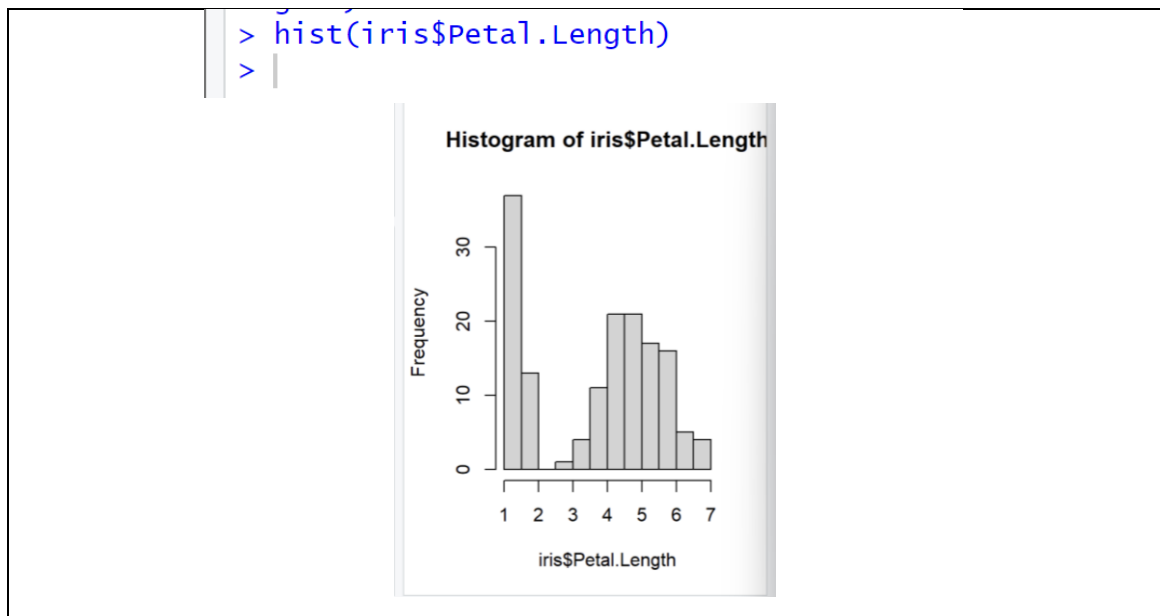 > hist(iris$Petal.Length)
>
Histogram of iris$Petal.Length
30
20
10
0
Frequency
1 2 3 4 5 6 7
iris$Petal.Length